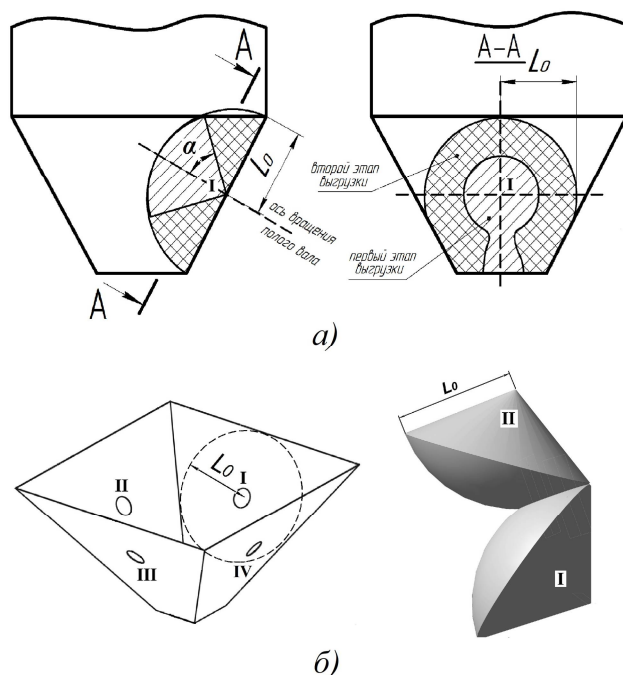 А
А-А
L₀
α
I
L₀
ось вращения
полого вала
А
второй этап
выгрузки
I
первый этап
выгрузки
а)
L₀
I
II
III
IV
L₀
II
I
б)